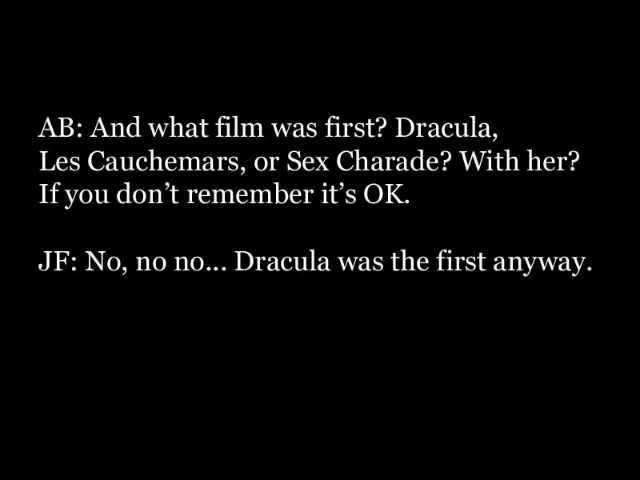 AB: And what film was first? Dracula,
Les Cauchemars, or Sex Charade? With her?
If you don’t remember it’s OK.
JF: No, no no... Dracula was the first anyway.